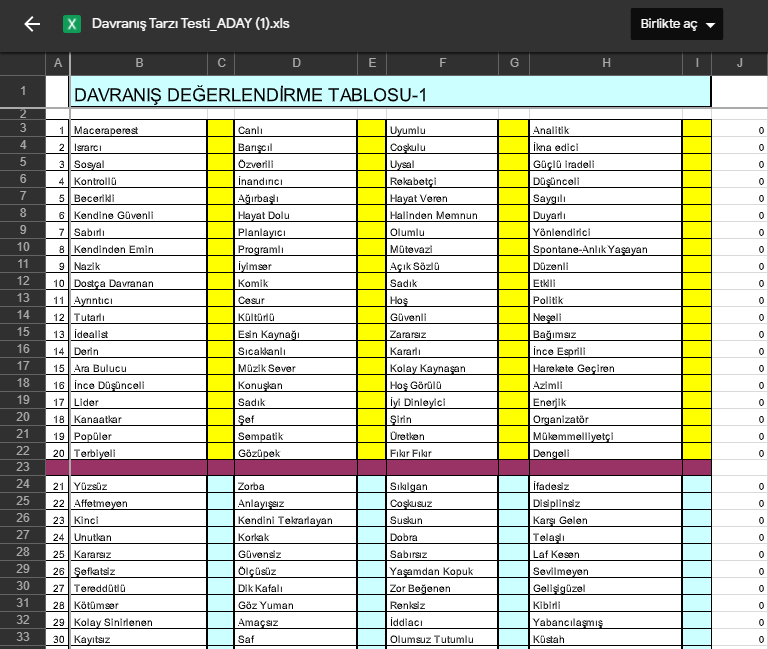 Davranış Tarzı Testi_ADAY (1).xls
Birlikte aç
A B C D E F G H I J
1 DAVRANIŞ DEĞERLENDİRME TABLOSU-1
2
3 1 Maceraperest Canlı Uyumlu Analitik 0
4 2 Israrcı Barışcıl Coşkulu İkna edici 0
5 3 Sosyal Özverili Uysal Güçlü iradeli 0
6 4 Kontrollü İnandırıcı Rekabetçi Düşünceli 0
7 5 Becerikli Ağırbaşlı Hayat Veren Saygılı 0
8 6 Kendine Güvenli Hayat Dolu Halinden Memnun Duyarlı 0
9 7 Sabırlı Planlayıcı Olumlu Yönlendirici 0
10 8 Kendinden Emin Programlı Mütevazi Spontane-Anlık Yaşayan 0
11 9 Nazik İyimser Açık Sözlü Düzenli 0
12 10 Dostça Davranan Komik Sadık Etkili 0
13 11 Ayrıntıcı Cesur Hoş Politik 0
14 12 Tutarlı Kültürlü Güvenli Neşeli 0
15 13 İdealist Esin Kaynağı Zararsız Bağımsız 0
16 14 Derin Sıcakkanlı Kararlı İnce Esprili 0
17 15 Ara Bulucu Müzik Sever Kolay Kaynaşan Harekete Geçiren 0
18 16 İnce Düşünceli Konuşkan Hoş Görülü Azimli 0
19 17 Lider Sadık İyi Dinleyici Enerjik 0
20 18 Kanaatkar Şef Şirin Organizatör 0
21 19 Popüler Sempatik Üretken Mükemmelliyetçi 0
22 20 Terbiyeli Gözüpek Fıkır Fıkır Dengeli 0
23
24 21 Yüzsüz Zorba Sıkılgan İfadesiz 0
25 22 Affetmeyen Anlayışsız Coşkusuz Disiplinsiz 0
26 23 Kinci Kendini Tekrarlayan Suskun Karşı Gelen 0
27 24 Unutkan Korkak Dobra Telaşlı 0
28 25 Kararsız Güvensiz Sabırsız Laf Kesen 0
29 26 Şefkatsiz Ölçüsüz Yaşamdan Kopuk Sevilmeyen 0
30 27 Tereddütlü Dik Kafalı Zor Beğenen Gelişigüzel 0
31 28 Kötümser Göz Yuman Renksiz Kibirli 0
32 29 Kolay Sinirlenen Amaçsız İddiacı Yabancılaşmış 0
33 30 Kayıtsız Saf Olumsuz Tutumlu Küstah 0